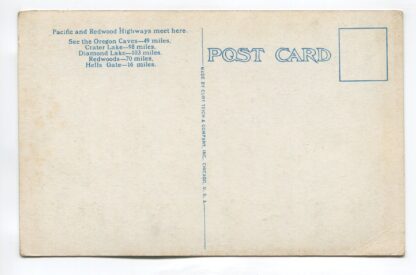 Pacific and Redwood Highways meet here.
See the Oregon Caves—49 miles.
Crater Lake—98 miles.
Diamond Lake—103 miles.
Redwoods—70 miles.
Hells Gate—16 miles.
POST CARD
MADE BY CURT TEICH & COMPANY, INC., CHICAGO, U. S. A.